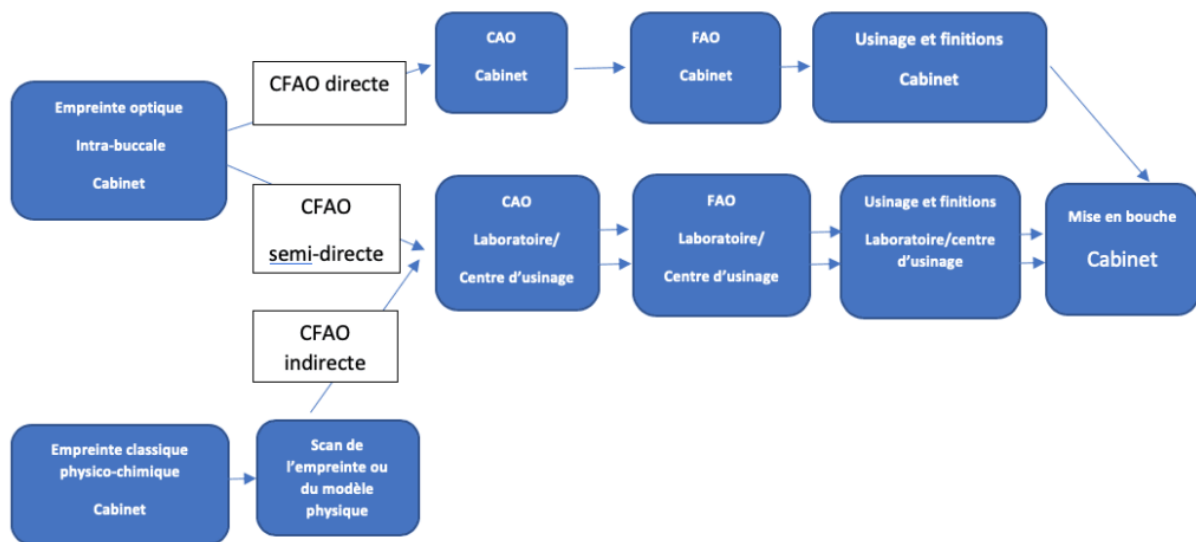 Empreinte optique
Intra-buccale
Cabinet
CFAO directe
CAO
Cabinet
FAO
Cabinet
Usinage et finitions
Cabinet
CFAO
semi-directe
CAO
Laboratoire/
Centre d'usinage
FAO
Laboratoire/
Centre d'usinage
Usinage et finitions
Laboratoire/centre
d'usinage
Mise en bouche
Cabinet
CFAO
indirecte
Empreinte classique
physico-chimique
Cabinet
Scan de
l'empreinte ou
du modèle
physique